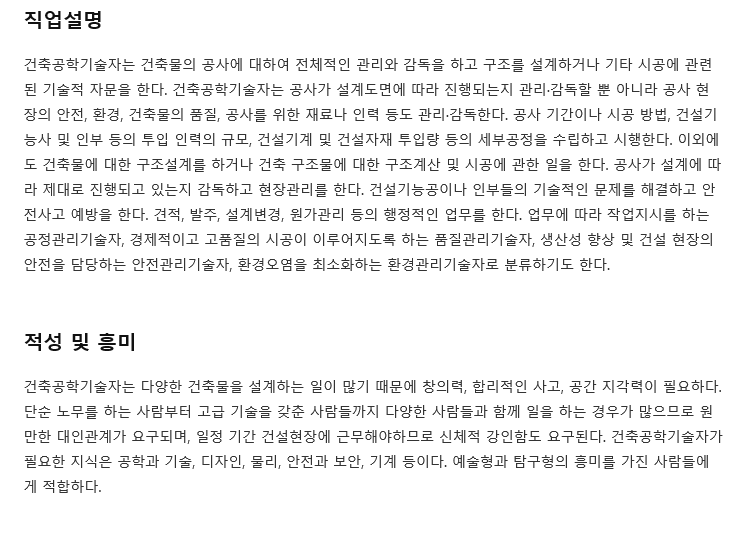 직업설명
건축공학기술자는 건축물의 공사에 대하여 전체적인 관리와 감독을 하고 구조를 설계하거나 기타 시공에 관련
된 기술적 자문을 한다. 건축공학기술자는 공사가 설계도면에 따라 진행되는지 관리·감독할 뿐 아니라 공사 현
장의 안전, 환경, 건축물의 품질, 공사를 위한 재료나 인력 등도 관리·감독한다. 공사 기간이나 시공 방법, 건설기
능사 및 인부 등의 투입 인력의 규모, 건설기계 및 건설자재 투입량 등의 세부공정을 수립하고 시행한다. 이외에
도 건축물에 대한 구조설계를 하거나 건축 구조물에 대한 구조계산 및 시공에 관한 일을 한다. 공사가 설계에 따
라 제대로 진행되고 있는지 감독하고 현장관리를 한다. 건설기능공이나 인부들의 기술적인 문제를 해결하고 안
전사고 예방을 한다. 견적, 발주, 설계변경, 원가관리 등의 행정적인 업무를 한다. 업무에 따라 작업지시를 하는
공정관리기술자, 경제적이고 고품질의 시공이 이루어지도록 하는 품질관리기술자, 생산성 향상 및 건설 현장의
안전을 담당하는 안전관리기술자, 환경오염을 최소화하는 환경관리기술자로 분류하기도 한다.
적성 및 흥미
건축공학기술자는 다양한 건축물을 설계하는 일이 많기 때문에 창의력, 합리적인 사고, 공간 지각력이 필요하다.
단순 노무를 하는 사람부터 고급 기술을 갖춘 사람들까지 다양한 사람들과 함께 일을 하는 경우가 많으므로 원
만한 대인관계가 요구되며, 일정 기간 건설현장에 근무해야하므로 신체적 강인함도 요구된다. 건축공학기술자가
필요한 지식은 공학과 기술, 디자인, 물리, 안전과 보안, 기계 등이다. 예술형과 탐구형의 흥미를 가진 사람들에
게 적합하다.